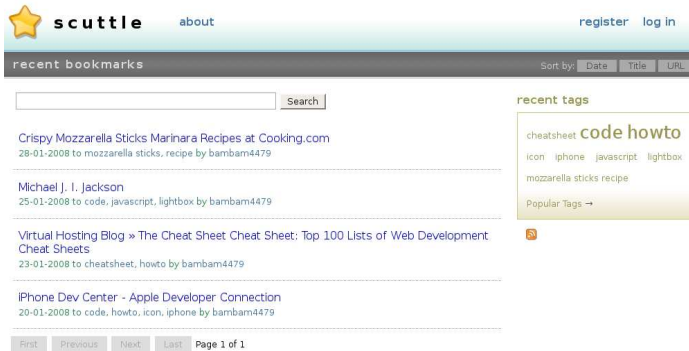 scuttle about register log in
recent bookmarks Sort by: Date Title URL
Search
Crispy Mozzarella Sticks Marinara Recipes at Cooking.com
28-01-2008 to mozzarella sticks, recipe by bambam4479
Michael J. I. Jackson
25-01-2008 to code, javascript, lightbox by bambam4479
Virtual Hosting Blog » The Cheat Sheet Cheat Sheet: Top 100 Lists of Web Development
Cheat Sheets
23-01-2008 to cheatsheet, howto by bambam4479
iPhone Dev Center - Apple Developer Connection
20-01-2008 to code, howto, icon, iphone by bambam4479
First Previous Next Last Page 1 of 1
recent tags
cheatsheet code howto
icon iphone javascript lightbox
mozzarella sticks recipe
Popular Tags →